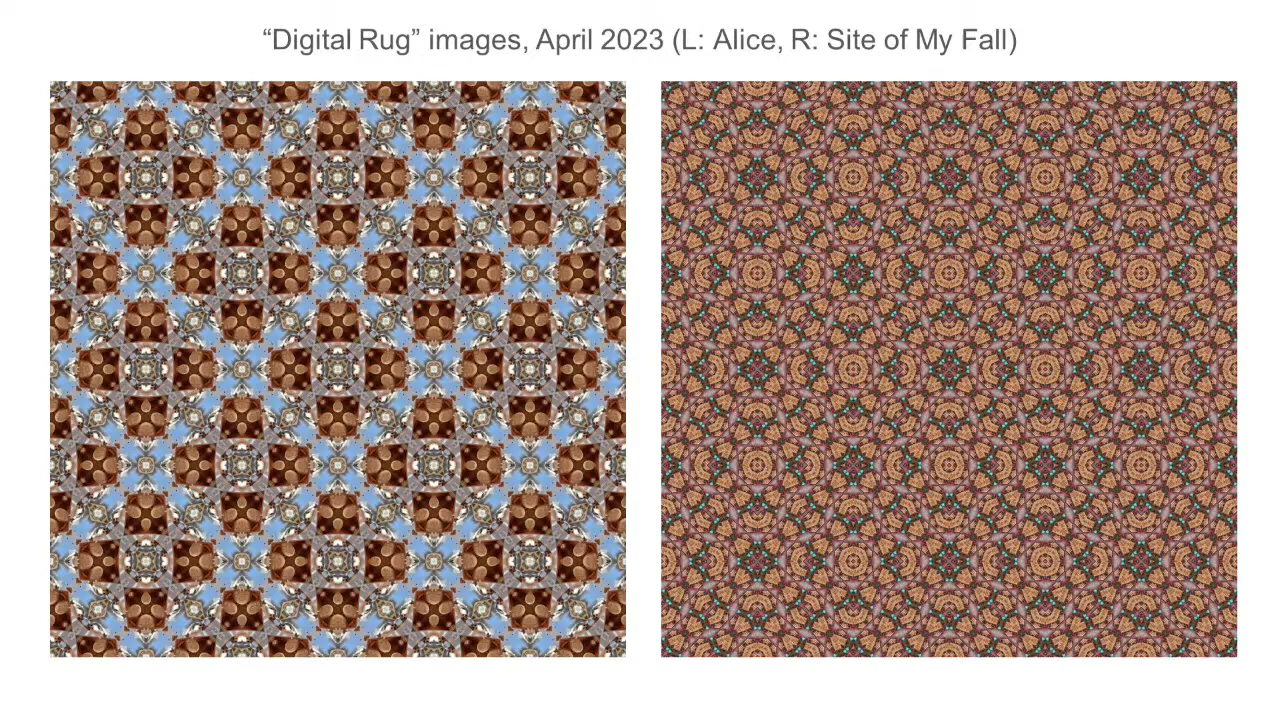 “Digital Rug” images, April 2023 (L: Alice, R: Site of My Fall)